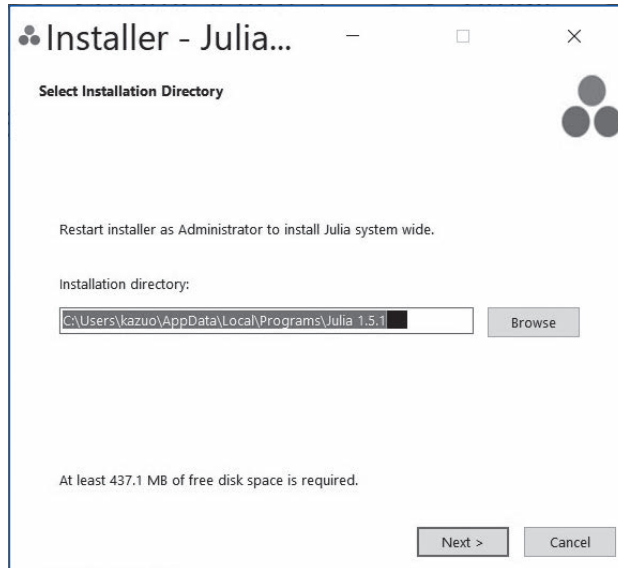 Installer - Julia...
Select Installation Directory
Restart installer as Administrator to install Julia system wide.
Installation directory:
C:\Users\kazuo\AppData\Local\Programs\Julia 1.5.1
Browse
At least 437.1 MB of free disk space is required.
Next >
Cancel